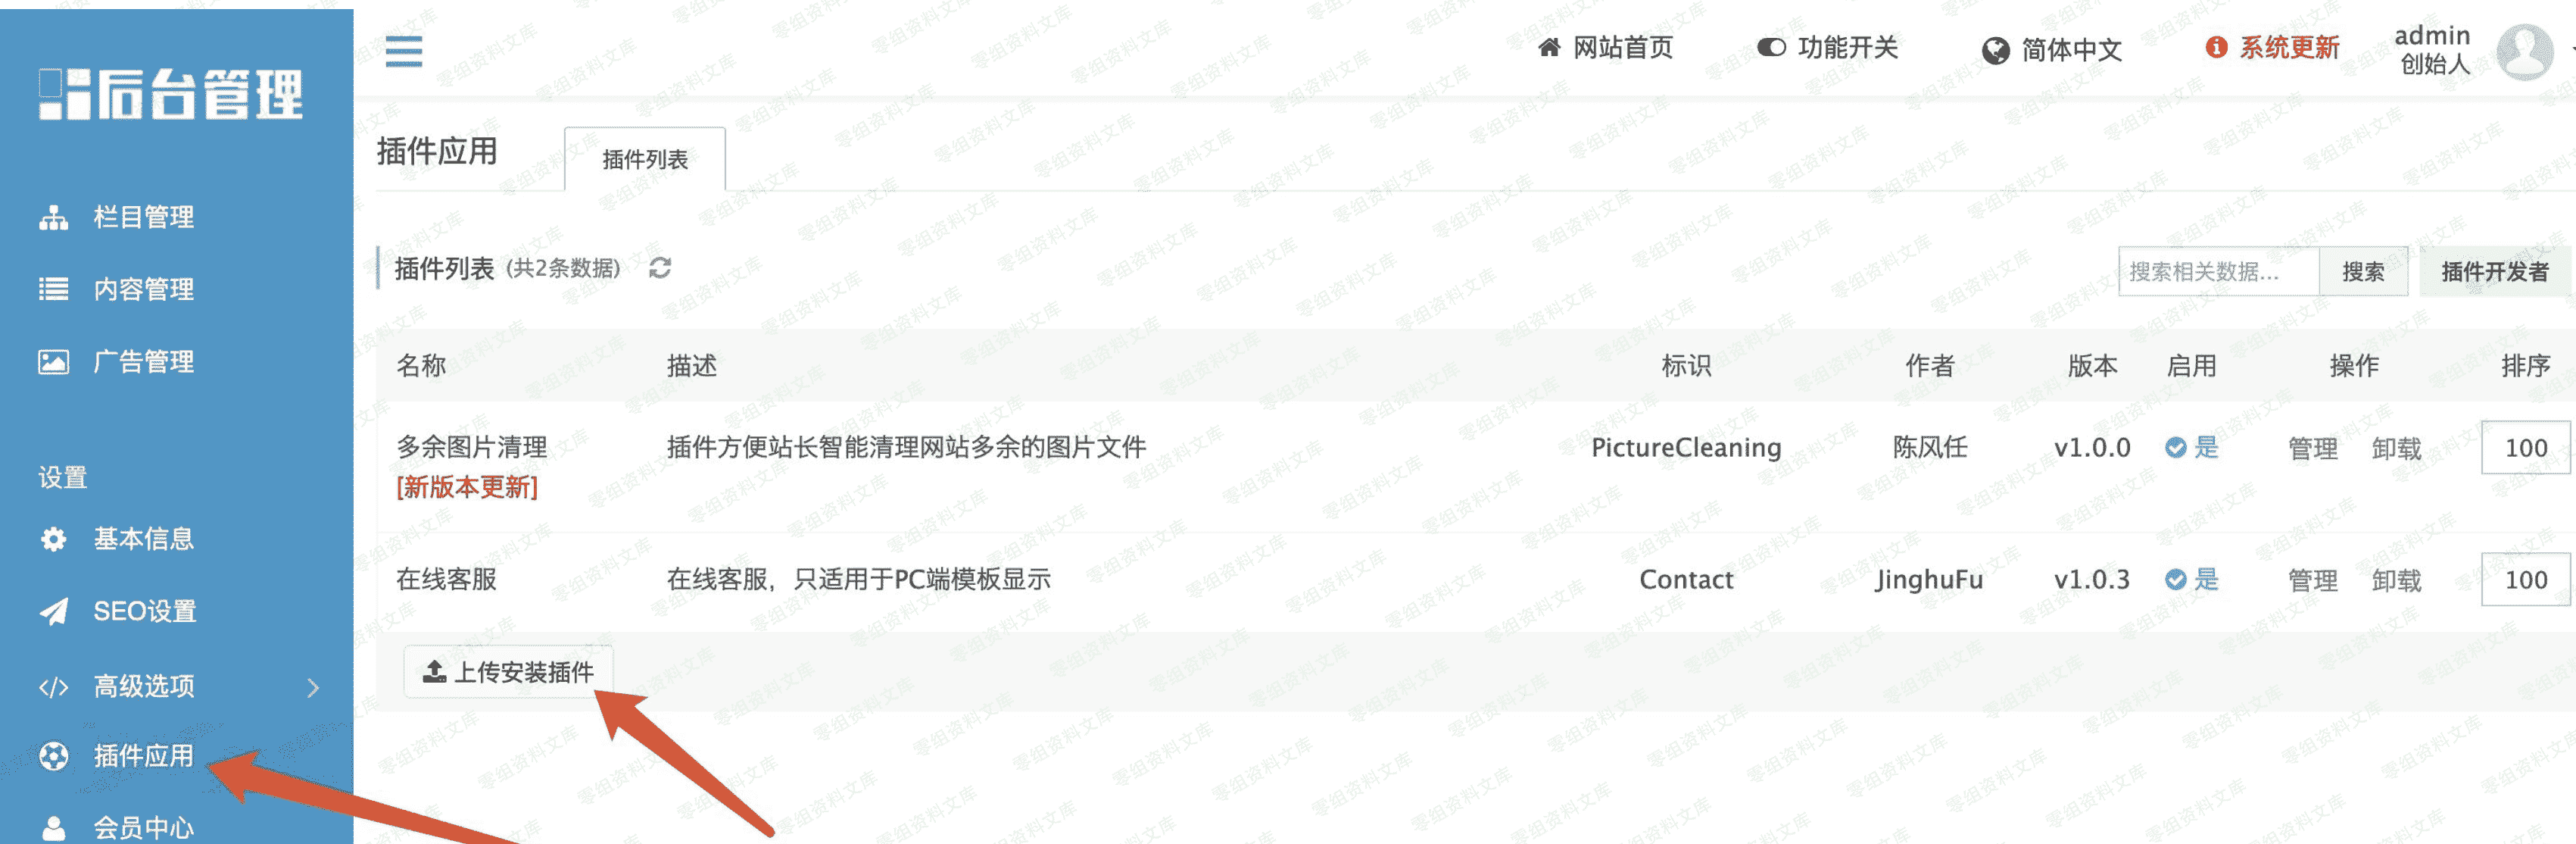 后台管理
网站首页 功能开关 简体中文 系统更新 admin 创始人
插件应用 插件列表
栏目管理
内容管理
广告管理
设置
基本信息
SEO设置
高级选项
插件应用
会员中心
插件列表 (共2条数据) 搜索相关数据... 搜索 插件开发者
名称 描述 标识 作者 版本 启用 操作 排序
多余图片清理 插件方便站长智能清理网站多余的图片文件 PictureCleaning 陈风任 v1.0.0 是 管理 卸载 100
[新版本更新]
在线客服 在线客服，只适用于PC端模板显示 Contact JinghuFu v1.0.3 是 管理 卸载 100
上传安装插件
零组资料文库